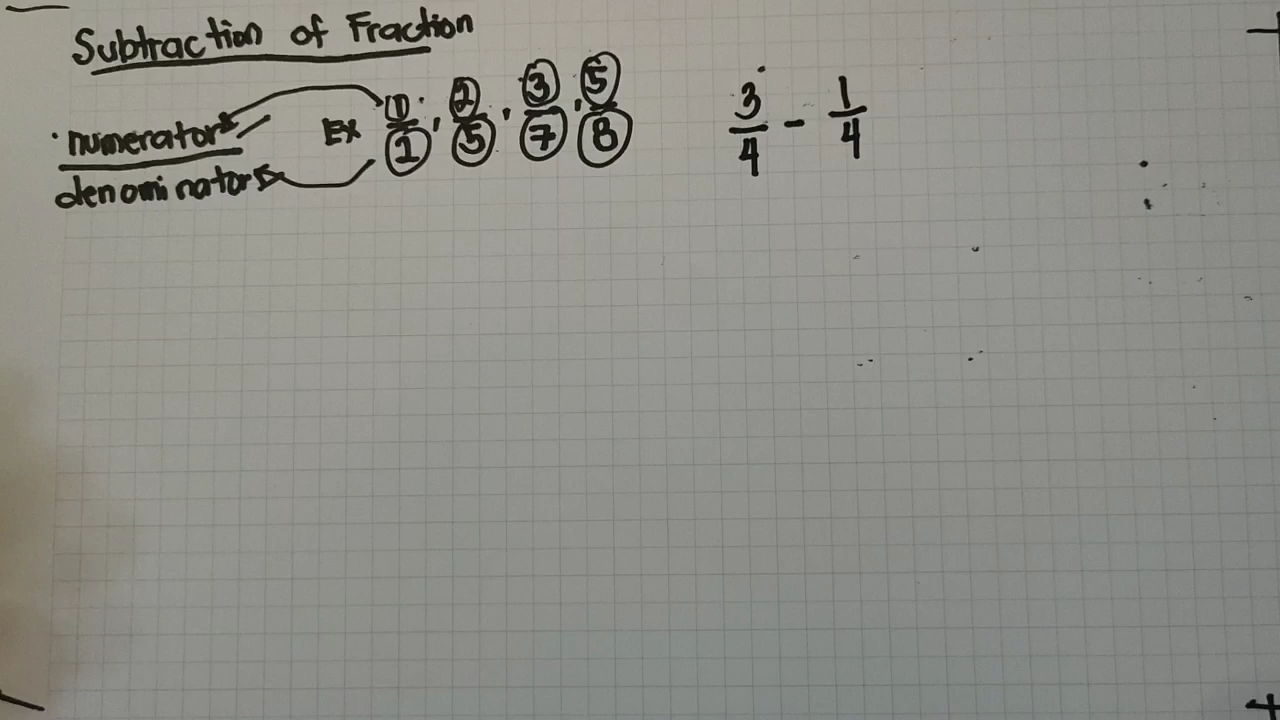 Subtraction of Fraction
numerators
denominators
Ex 1/1, 2/5, 3/7, 5/8
3/4 - 1/4